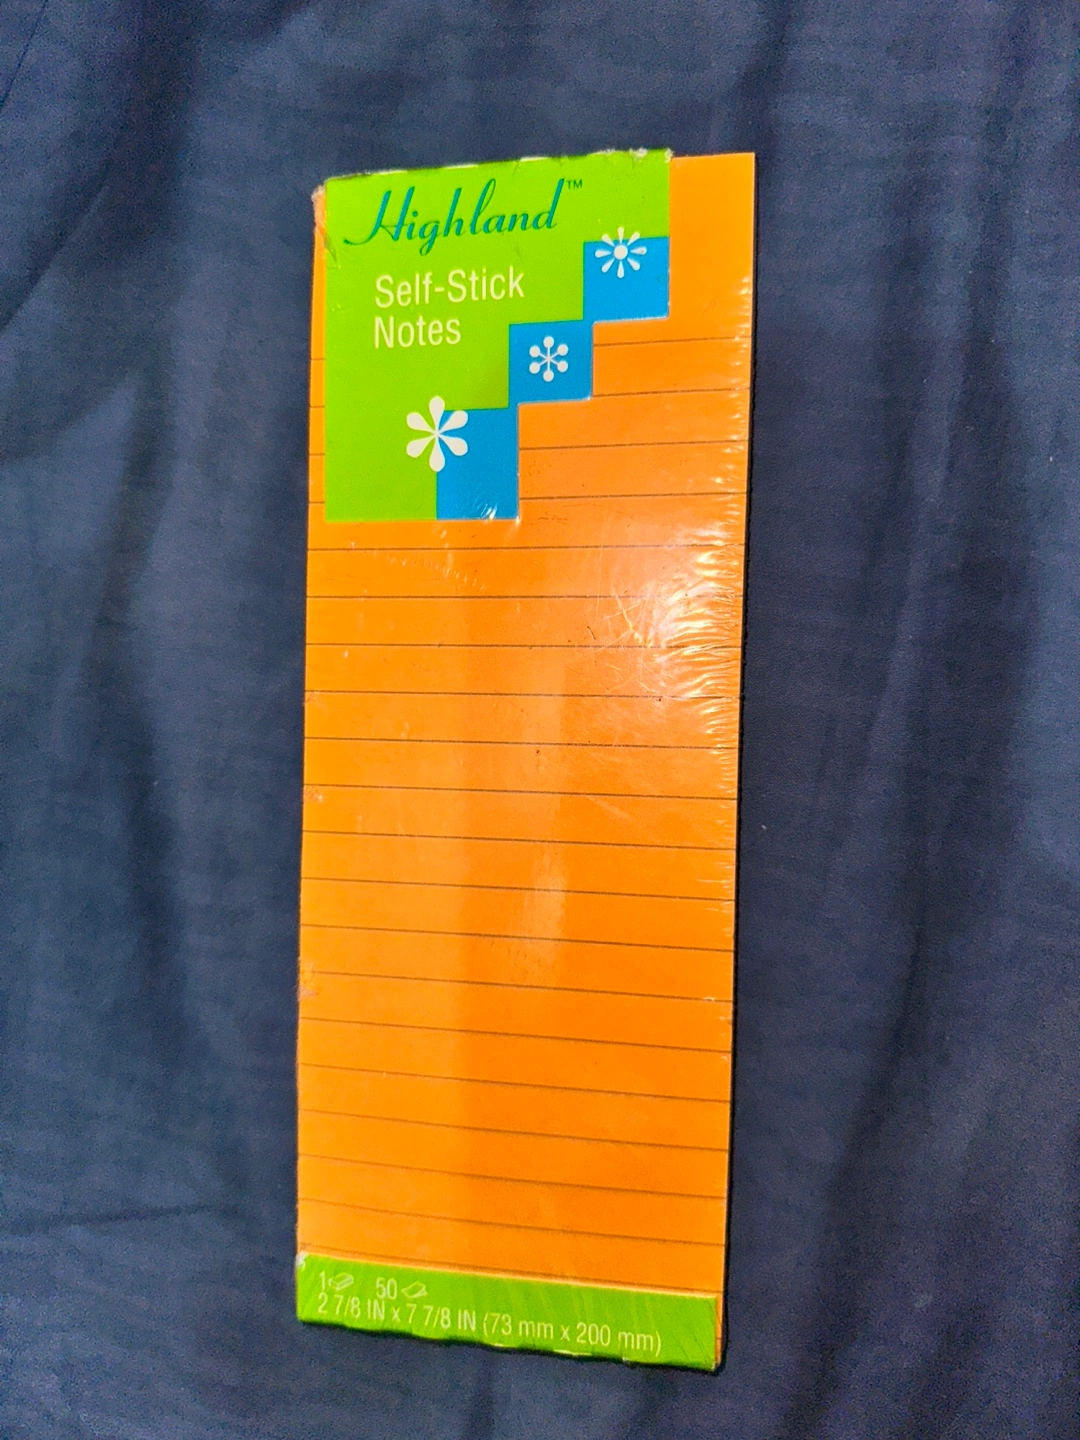 Highland™
Self-Stick
Notes
1 50
2 7/8 IN x 7 7/8 IN (73 mm x 200 mm)